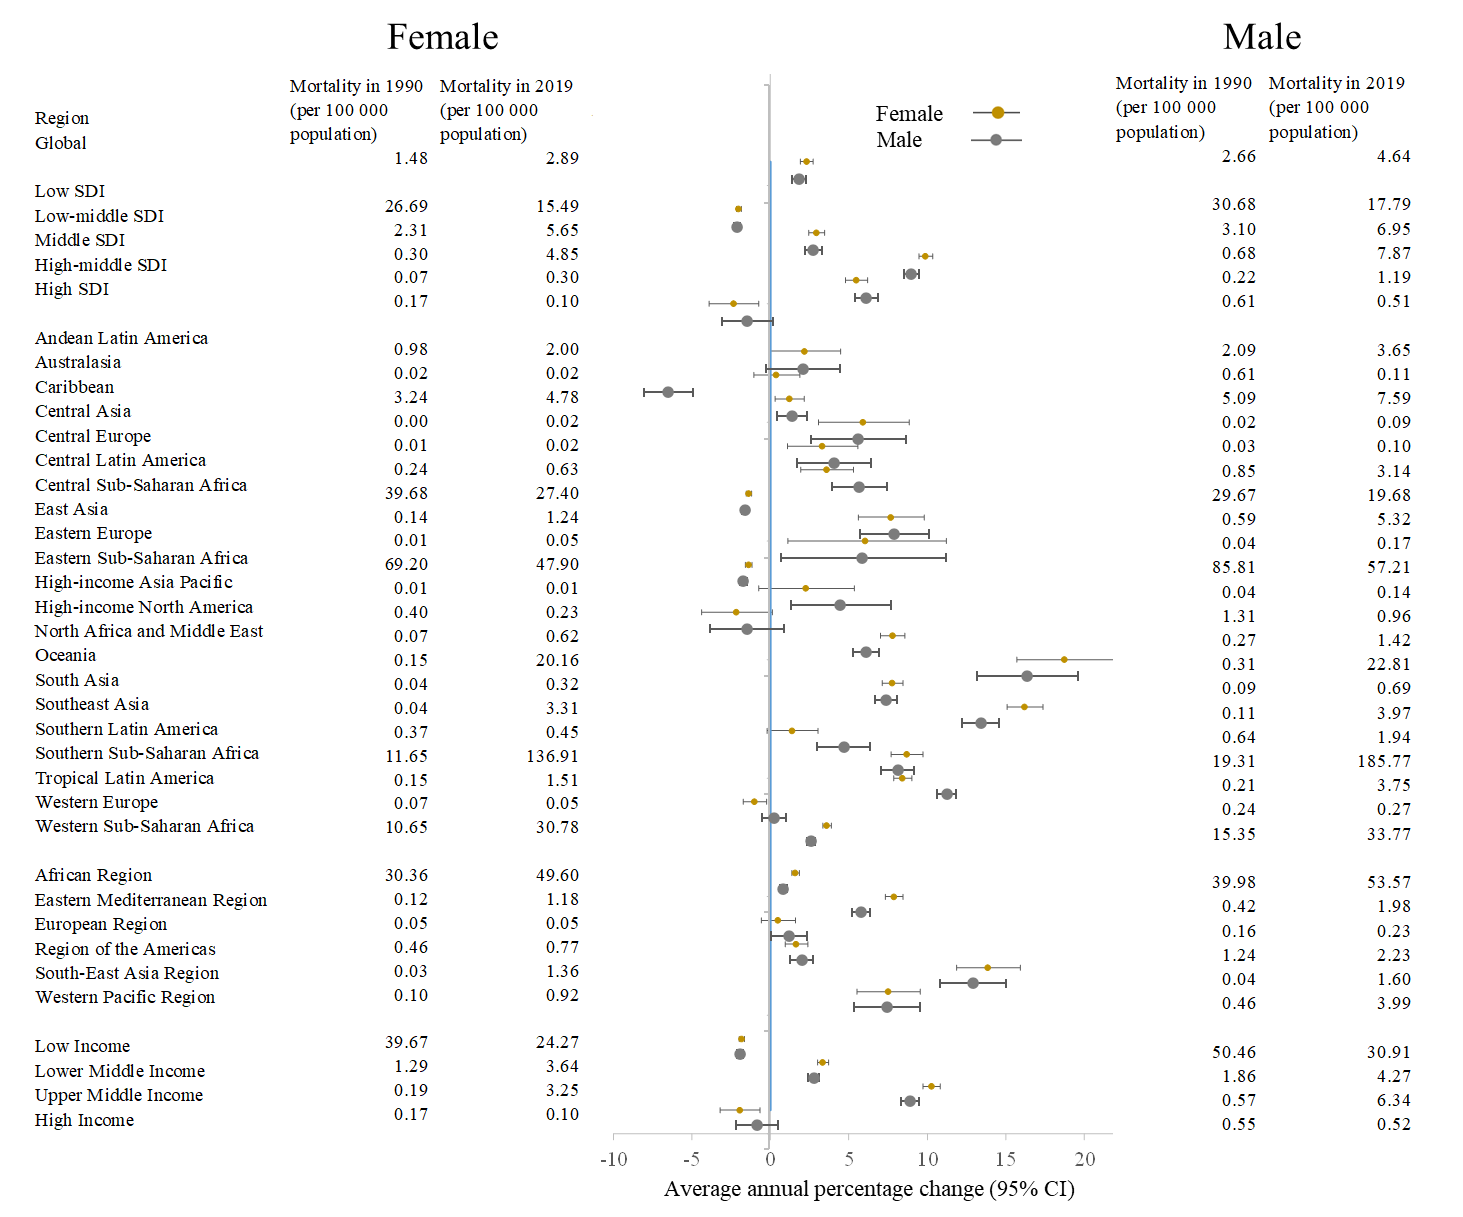 Female Male
Mortality in 1990 Mortality in 2019 Mortality in 1990 Mortality in 2019
(per 100 000 (per 100 000 (per 100 000 (per 100 000
population) population) population) population)
Region
Female
Male
Global 1.48 2.89 2.66 4.64
Low SDI 26.69 15.49 30.68 17.79
Low-middle SDI 2.31 5.65 3.10 6.95
Middle SDI 0.30 4.85 0.68 7.87
High-middle SDI 0.07 0.30 0.22 1.19
High SDI 0.17 0.10 0.61 0.51
Andean Latin America 0.98 2.00 2.09 3.65
Australasia 0.02 0.02 0.61 0.11
Caribbean 3.24 4.78 5.09 7.59
Central Asia 0.00 0.02 0.02 0.09
Central Europe 0.01 0.02 0.03 0.10
Central Latin America 0.24 0.63 0.85 3.14
Central Sub-Saharan Africa 39.68 27.40 29.67 19.68
East Asia 0.14 1.24 0.59 5.32
Eastern Europe 0.01 0.05 0.04 0.17
Eastern Sub-Saharan Africa 69.20 47.90 85.81 57.21
High-income Asia Pacific 0.01 0.01 0.04 0.14
High-income North America 0.40 0.23 1.31 0.96
North Africa and Middle East 0.07 0.62 0.27 1.42
Oceania 0.15 20.16 0.31 22.81
South Asia 0.04 0.32 0.09 0.69
Southeast Asia 0.04 3.31 0.11 3.97
Southern Latin America 0.37 0.45 0.64 1.94
Southern Sub-Saharan Africa 11.65 136.91 19.31 185.77
Tropical Latin America 0.15 1.51 0.21 3.75
Western Europe 0.07 0.05 0.24 0.27
Western Sub-Saharan Africa 10.65 30.78 15.35 33.77
African Region 30.36 49.60 39.98 53.57
Eastern Mediterranean Region 0.12 1.18 0.42 1.98
European Region 0.05 0.05 0.16 0.23
Region of the Americas 0.46 0.77 1.24 2.23
South-East Asia Region 0.03 1.36 0.04 1.60
Western Pacific Region 0.10 0.92 0.46 3.99
Low Income 39.67 24.27 50.46 30.91
Lower Middle Income 1.29 3.64 1.86 4.27
Upper Middle Income 0.19 3.25 0.57 6.34
High Income 0.17 0.10 0.55 0.52
-10 -5 0 5 10 15 20
Average annual percentage change (95% CI)